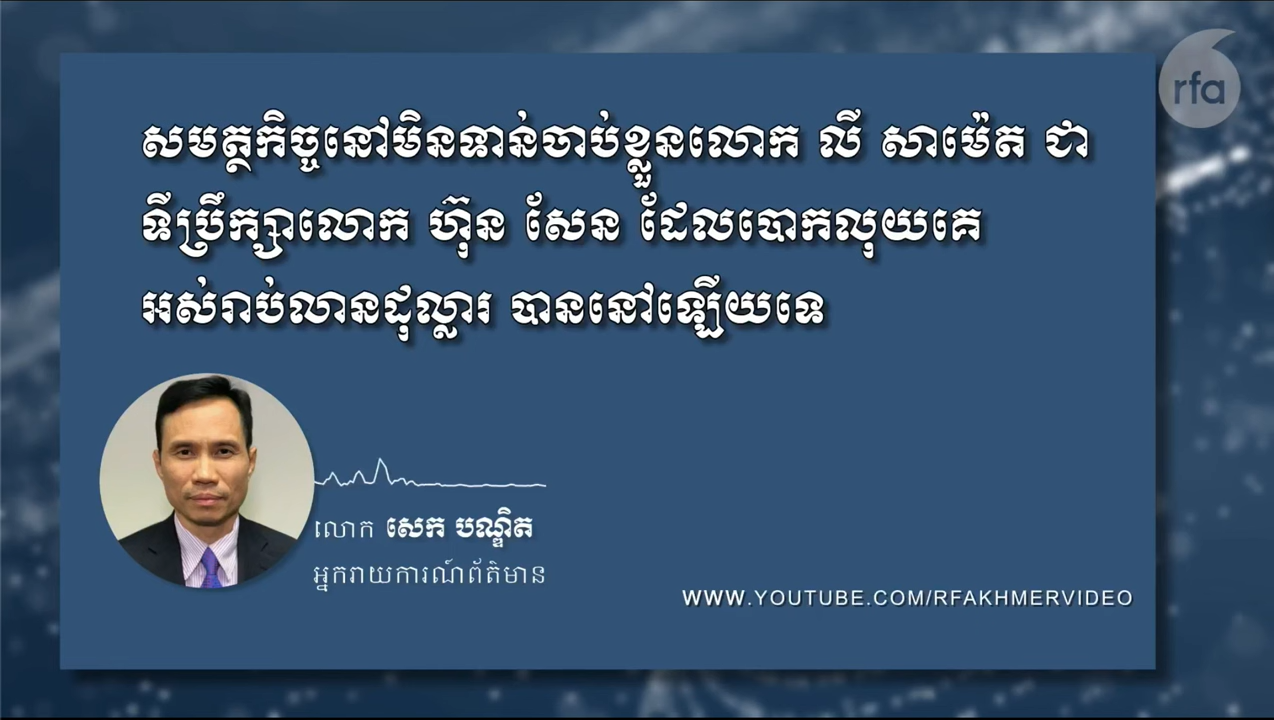 rfa
សមត្ថកិច្ចនៅមិនទាន់ចាប់ខ្លួនលោក លី សាម៉េត ជា
ទីប្រឹក្សាលោក ហ៊ុន សែន ដែលបោកលុយគេ
អស់រាប់លានដុល្លារ បាននៅឡើយទេ
លោក សេក បណ្ឌិត
អ្នករាយការណ៍ព័ត៌មាន
WWW.YOUTUBE.COM/RFAKHMERVIDEO